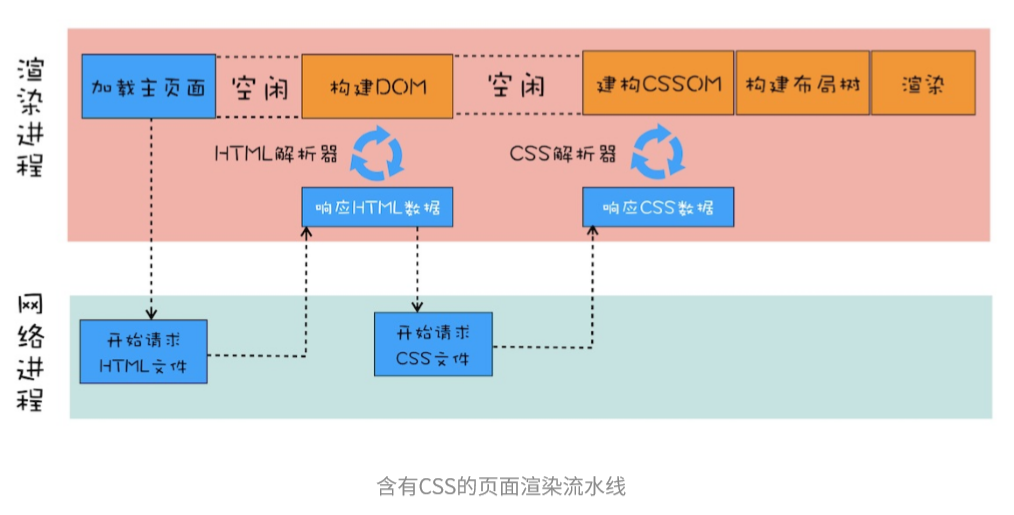 渲染进程
加载主页面
空闲
构建DOM
空闲
建构CSSOM
构建布局树
渲染
HTML解析器
CSS解析器
响应HTML数据
响应CSS数据
网络进程
开始请求
HTML文件
开始请求
CSS文件
含有CSS的页面渲染流水线